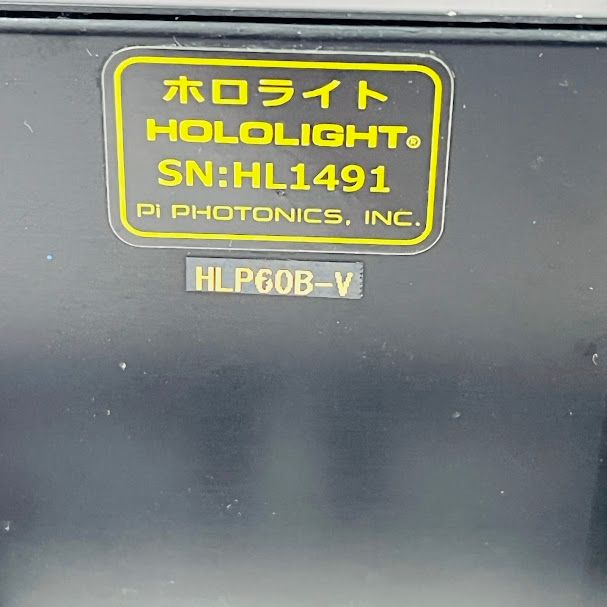 ホロライト
HOLOLIGHT®
SN:HL1491
Pi PHOTONICS, INC.
HLP60B-V